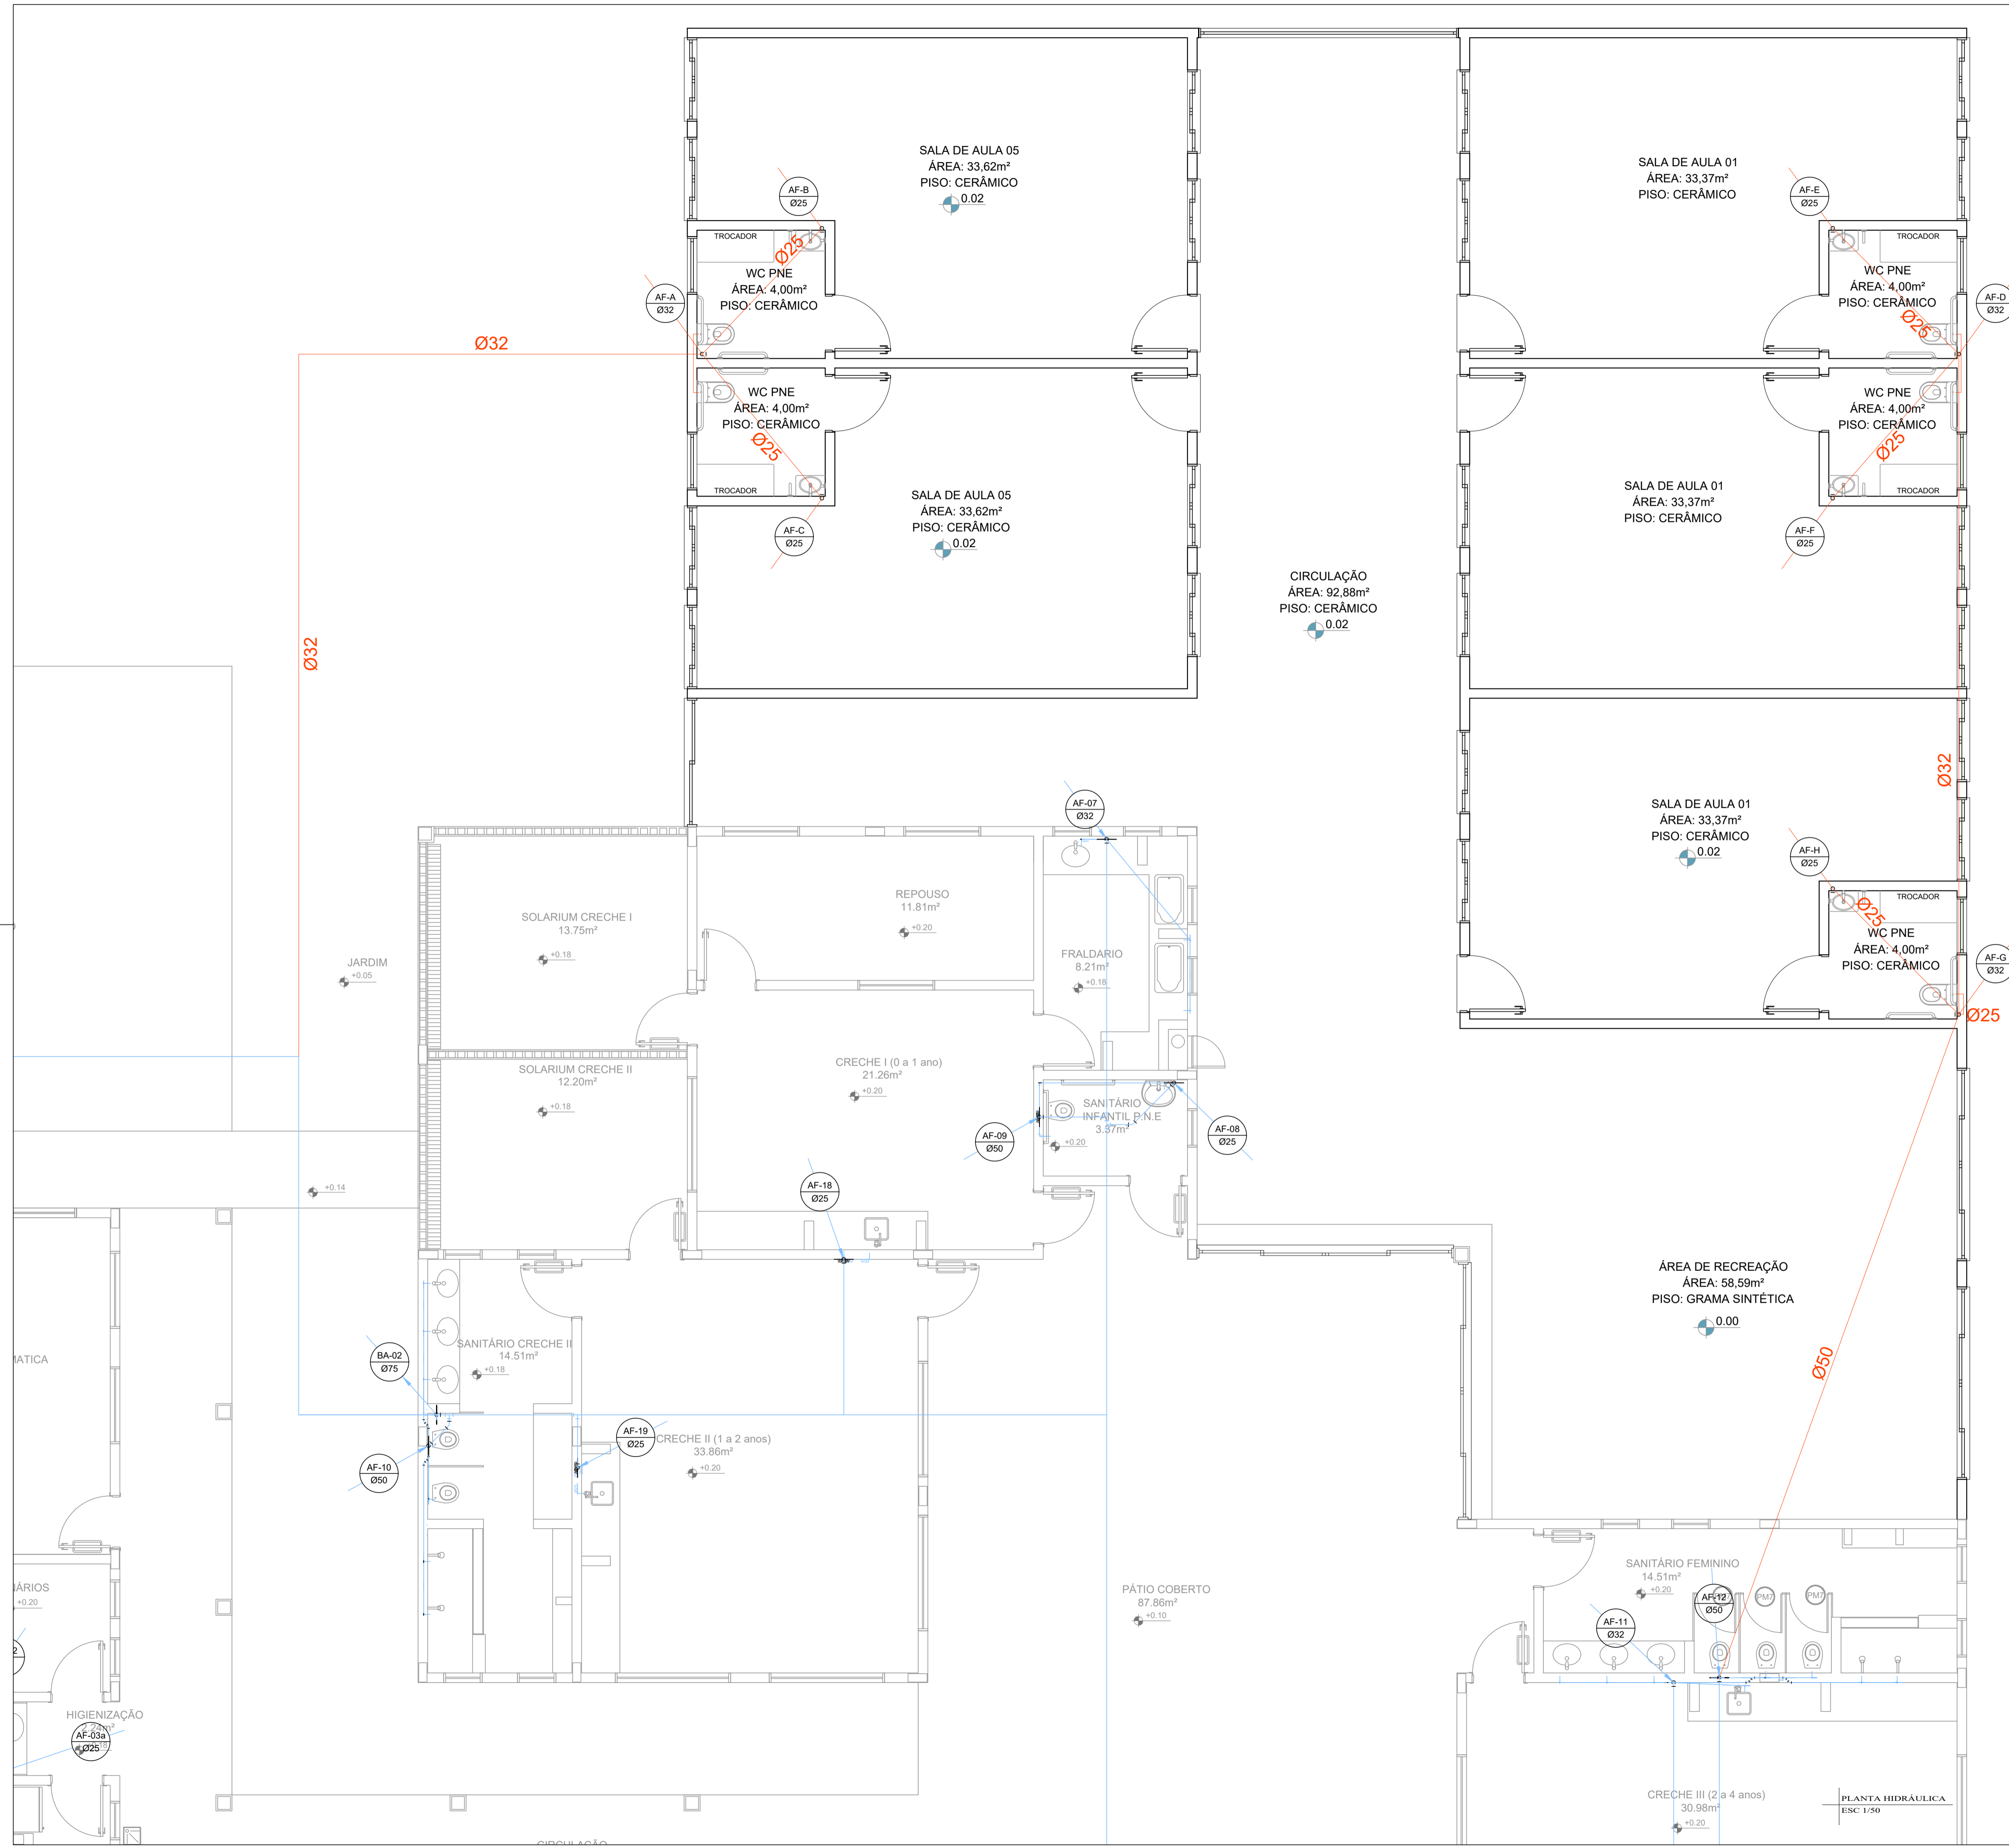 SALA DE AULA 05
ÁREA: 33,62m²
PISO: CERÂMICO
0.02
SALA DE AULA 01
ÁREA: 33,37m²
PISO: CERÂMICO
AF-B
Ø25
AF-E
Ø25
TROCADOR
Ø25
WC PNE
ÁREA: 4,00m²
PISO: CERÂMICO
TROCADOR
WC PNE
ÁREA: 4,00m²
PISO: CERÂMICO
Ø25
AF-A
Ø32
AF-D
Ø32
Ø32
WC PNE
ÁREA: 4,00m²
PISO: CERÂMICO
Ø25
TROCADOR
WC PNE
ÁREA: 4,00m²
PISO: CERÂMICO
Ø25
TROCADOR
SALA DE AULA 05
ÁREA: 33,62m²
PISO: CERÂMICO
0.02
SALA DE AULA 01
ÁREA: 33,37m²
PISO: CERÂMICO
AF-C
Ø25
AF-F
Ø25
CIRCULAÇÃO
ÁREA: 92,88m²
PISO: CERÂMICO
0.02
Ø32
Ø32
AF-07
Ø32
SALA DE AULA 01
ÁREA: 33,37m²
PISO: CERÂMICO
0.02
AF-H
Ø25
TROCADOR
Ø25
WC PNE
ÁREA: 4,00m²
PISO: CERÂMICO
AF-G
Ø32
Ø25
REPOUSO
11.81m²
+0.20
SOLARIUM CRECHE I
13.75m²
+0.18
JARDIM
+0.05
FRALDARIO
8.21m²
+0.18
CRECHE I (0 a 1 ano)
21.26m²
+0.20
SOLARIUM CRECHE II
12.20m²
+0.18
SANITÁRIO
INFANTIL P.N.E
3.37m²
+0.20
AF-09
Ø50
AF-08
Ø25
AF-18
Ø25
+0.14
ÁREA DE RECREAÇÃO
ÁREA: 58,59m²
PISO: GRAMA SINTÉTICA
0.00
Ø50
SANITÁRIO CRECHE II
14.51m²
+0.18
BA-02
Ø75
MATICA
AF-19
Ø25
CRECHE II (1 a 2 anos)
33.86m²
+0.20
AF-10
Ø50
SANITÁRIO FEMININO
14.51m²
+0.20
AF-12
Ø50
PM7
PM7
AF-11
Ø32
PÁTIO COBERTO
87.86m²
+0.10
NÁRIOS
+0.20
2
HIGIENIZAÇÃO
2.24m²
AF-03a
Ø25
CRECHE III (2 a 4 anos)
30.98m²
+0.20
PLANTA HIDRÁULICA
ESC 1/50
CIRCULAÇÃO